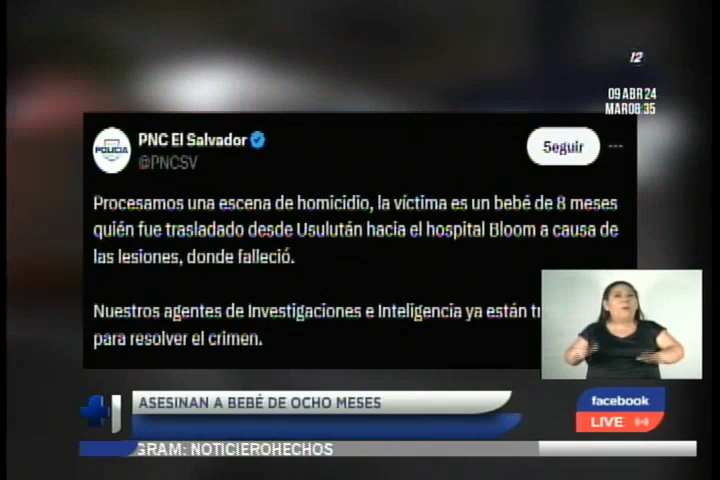 12
09 ABR 24
MAR08:35
POLICIA
PNC El Salvador
@PNCSV
Seguir
Procesamos una escena de homicidio, la víctima es un bebé de 8 meses
quién fue trasladado desde Usulután hacia el hospital Bloom a causa de
las lesiones, donde falleció.
Nuestros agentes de Investigaciones e Inteligencia ya están tr
para resolver el crimen.
ASESINAN A BEBÉ DE OCHO MESES
facebook
LIVE
GRAM: NOTICIEROHECHOS